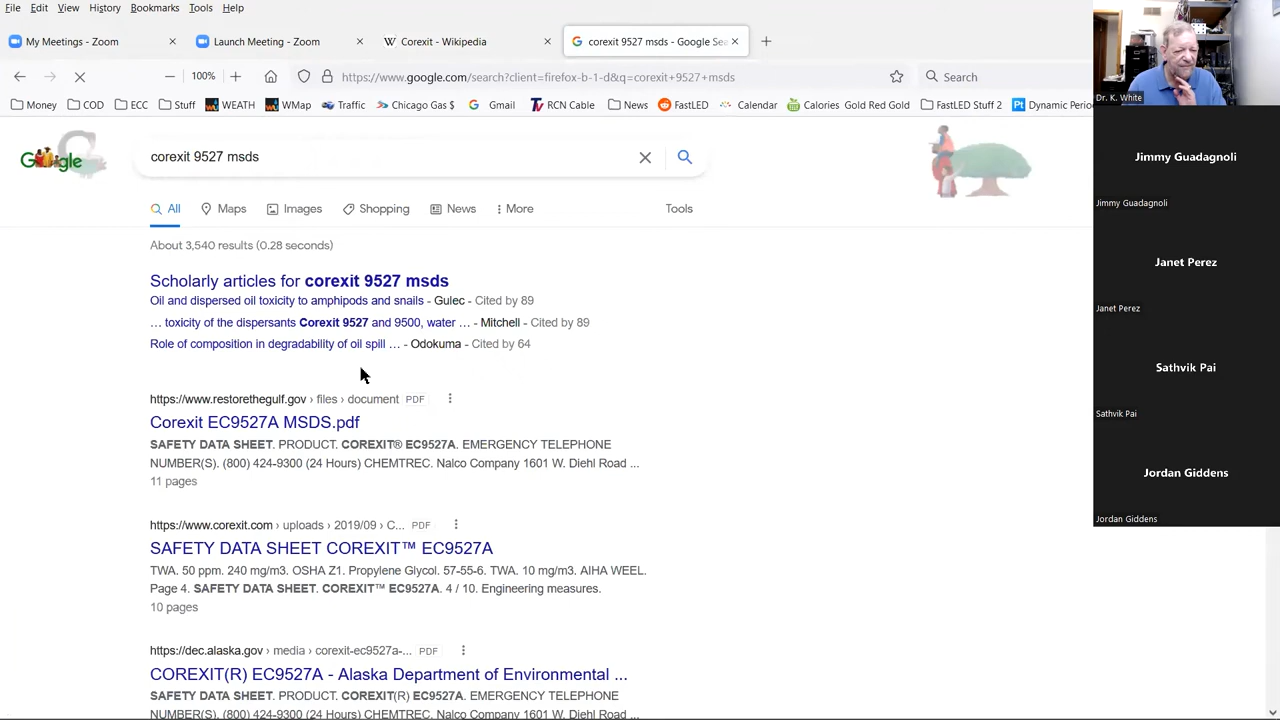 File Edit View History Bookmarks Tools Help
My Meetings - Zoom
Launch Meeting - Zoom
Corexit - Wikipedia
corexit 9527 msds - Google Sea
100%
https://www.google.com/search?client=firefox-b-1-d&q=corexit+9527+msds
Search
Money COD ECC Stuff WEATH WMap Traffic Gas $ Gmail RCN Cable News FastLED Calendar Calorific Gold Red Gold FastLED Stuff 2 Dynamic Perio
Google
corexit 9527 msds
All Maps Images Shopping News More Tools
About 3,540 results (0.28 seconds)
Scholarly articles for corexit 9527 msds
Oil and dispersed oil toxicity to amphipods and snails - Gulec - Cited by 89
… toxicity of the dispersants Corexit 9527 and 9500, water … - Mitchell - Cited by 89
Role of composition in degradability of oil spill … - Odokuma - Cited by 64
https://www.restorethegulf.gov › files › document PDF
Corexit EC9527A MSDS.pdf
SAFETY DATA SHEET. PRODUCT. COREXIT® EC9527A. EMERGENCY TELEPHONE
NUMBER(S). (800) 424-9300 (24 Hours) CHEMTREC. Nalco Company 1601 W. Diehl Road ...
11 pages
https://www.corexit.com › uploads › 2019/09 › C... PDF
SAFETY DATA SHEET COREXIT™ EC9527A
TWA. 50 ppm. 240 mg/m3. OSHA Z1. Propylene Glycol. 57-55-6. TWA. 10 mg/m3. AIHA WEEL.
Page 4. SAFETY DATA SHEET. COREXIT™ EC9527A. 4 / 10. Engineering measures.
10 pages
https://dec.alaska.gov › media › corexit-ec9527a-... PDF
COREXIT(R) EC9527A - Alaska Department of Environmental ...
SAFETY DATA SHEET. PRODUCT. COREXIT(R) EC9527A. EMERGENCY TELEPHONE
NUMBER(S). (800) 424-9300 (24 Hours) CHEMTREC. Nalco Company 1601 W. Diehl Road ...
Dr. K. White
Jimmy Guadagnoli
Jimmy Guadagnoli
Janet Perez
Janet Perez
Sathvik Pai
Sathvik Pai
Jordan Giddens
Jordan Giddens